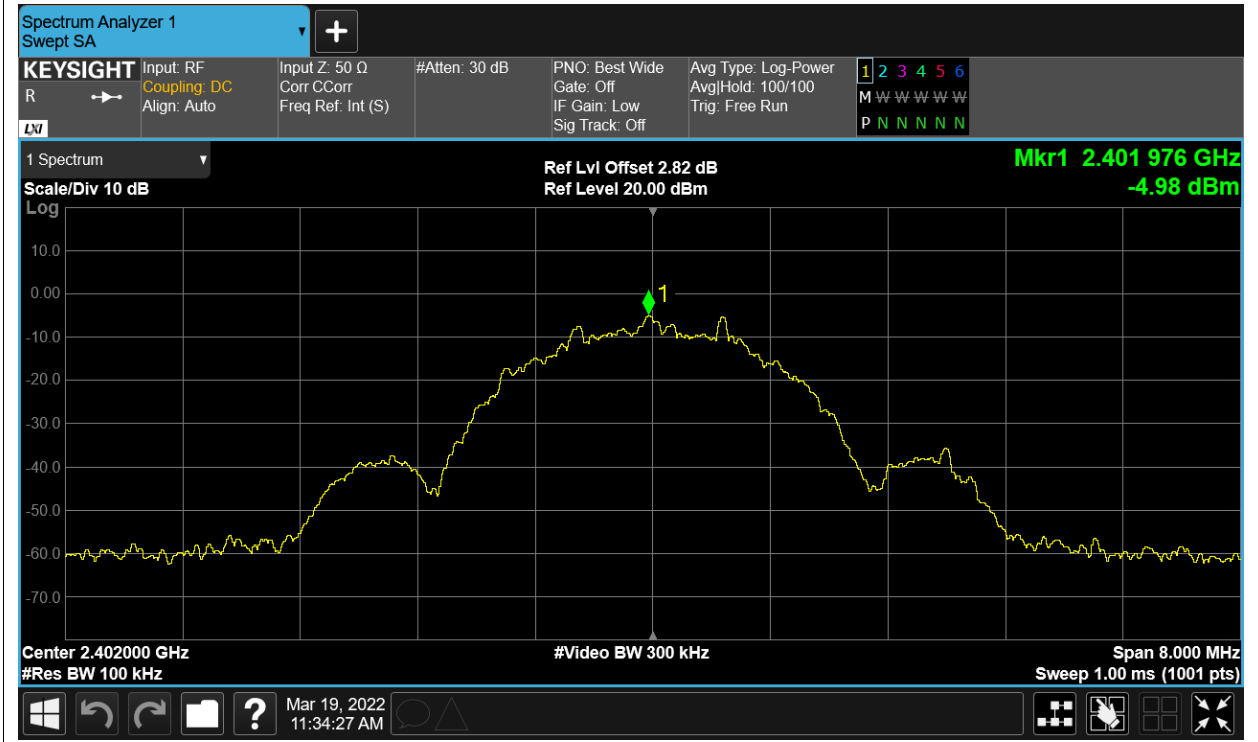 Spectrum Analyzer 1
Swept SA
KEYSIGHT
R
LXI
Input: RF
Coupling: DC
Align: Auto
Input Z: 50 Ω
Corr CCorr
Freq Ref: Int (S)
#Atten: 30 dB
PNO: Best Wide
Gate: Off
IF Gain: Low
Sig Track: Off
Avg Type: Log-Power
Avg|Hold: 100/100
Trig: Free Run
1 2 3 4 5 6
M W W W W W
P N N N N N
1 Spectrum
Scale/Div 10 dB
Log
Ref Lvl Offset 2.82 dB
Ref Level 20.00 dBm
Mkr1 2.401 976 GHz
-4.98 dBm
10.0
0.00
1
-10.0
-20.0
-30.0
-40.0
-50.0
-60.0
-70.0
Center 2.402000 GHz
#Video BW 300 kHz
Span 8.000 MHz
#Res BW 100 kHz
Sweep 1.00 ms (1001 pts)
?
Mar 19, 2022
11:34:27 AM